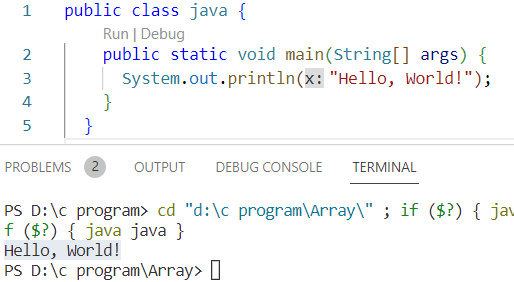 1 public class java {
Run | Debug
2 public static void main(String[] args) {
3 System.out.println(x: "Hello, World!");
4 }
5 }
PROBLEMS 2 OUTPUT DEBUG CONSOLE TERMINAL
PS D:\c program> cd "d:\c program\Array\" ; if ($?) { jav
f ($?) { java java }
Hello, World!
PS D:\c program\Array>